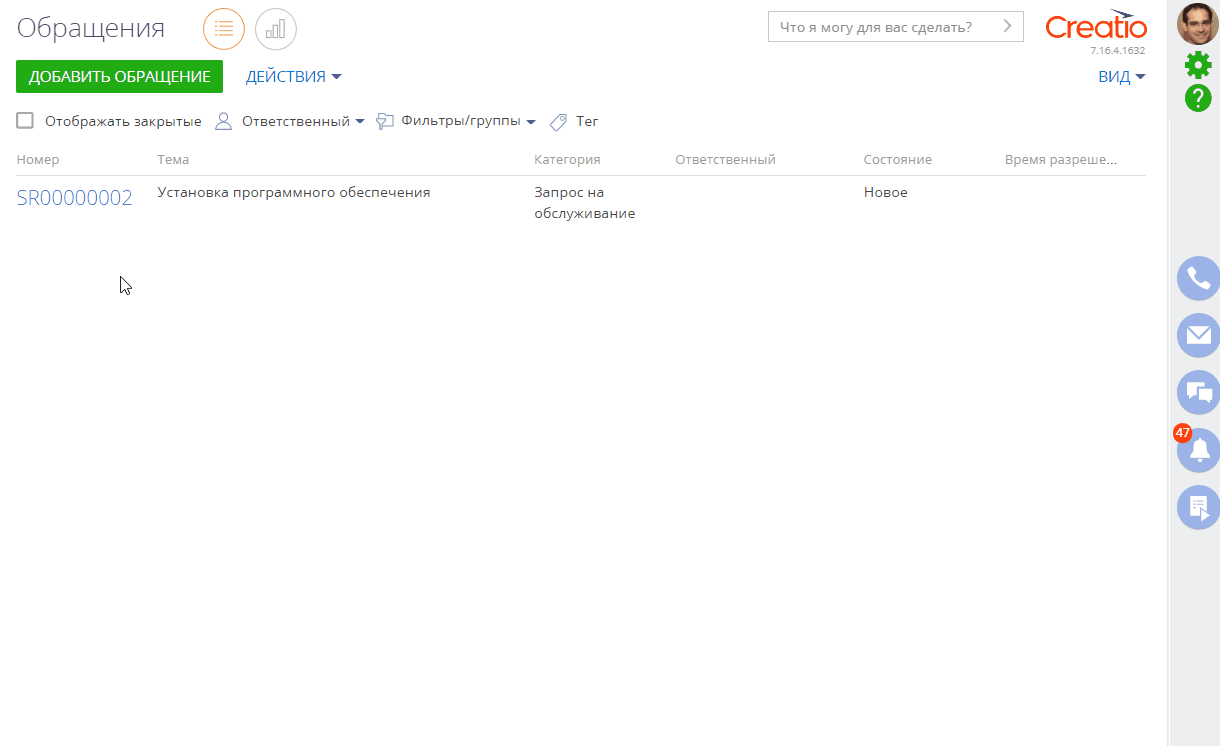 Обращения
Что я могу для вас сделать?
Creatio
7.16.4.1632
ДОБАВИТЬ ОБРАЩЕНИЕ
ДЕЙСТВИЯ
ВИД
?
Отображать закрытые
Ответственный
Фильтры/группы
Тег
Номер
Тема
Категория
Ответственный
Состояние
Время разреше...
SR00000002
Установка программного обеспечения
Запрос на
обслуживание
Новое
47